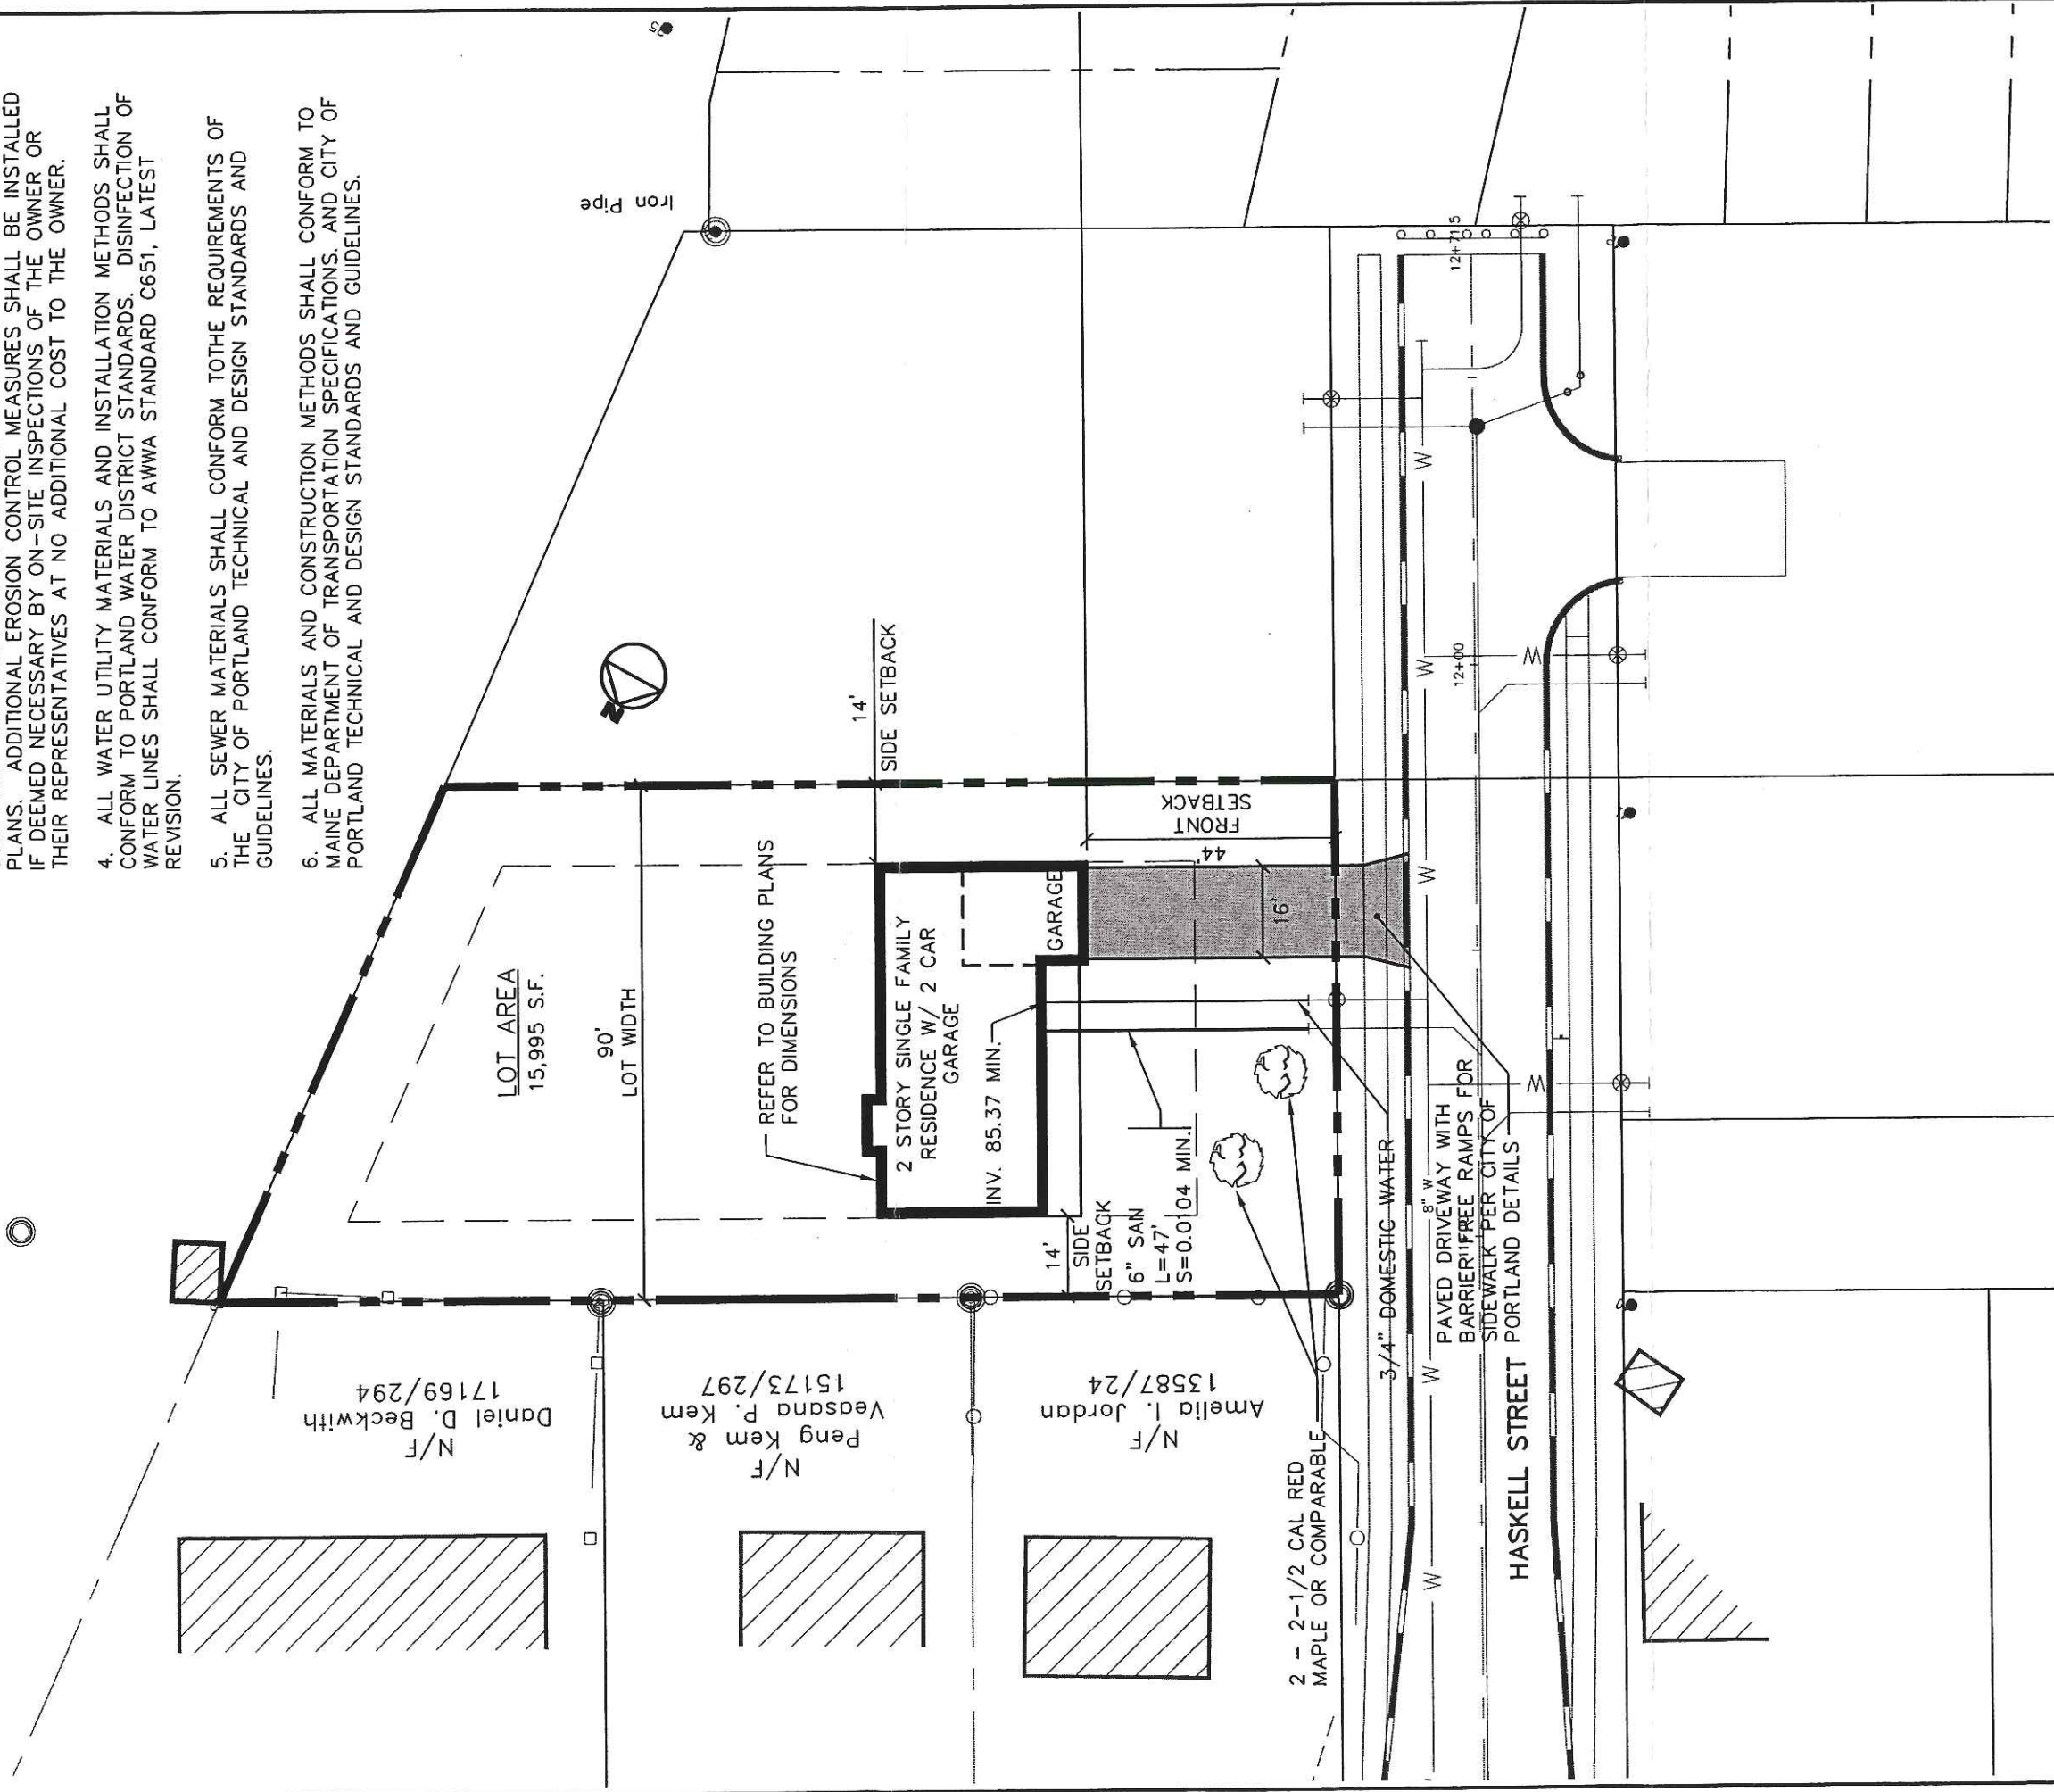 PLANS. ADDITIONAL EROSION CONTROL MEASURES SHALL BE INSTALLED
IF DEEMED NECESSARY BY ON-SITE INSPECTIONS OF THE OWNER OR
THEIR REPRESENTATIVES AT NO ADDITIONAL COST TO THE OWNER.
4. ALL WATER UTILITY MATERIALS AND INSTALLATION METHODS SHALL
CONFORM TO PORTLAND WATER DISTRICT STANDARDS. DISINFECTION OF
WATER LINES SHALL CONFORM TO AWWA STANDARD C651, LATEST
REVISION.
5. ALL SEWER MATERIALS SHALL CONFORM TOTHE REQUIREMENTS OF
THE CITY OF PORTLAND TECHNICAL AND DESIGN STANDARDS AND
GUIDELINES.
6. ALL MATERIALS AND CONSTRUCTION METHODS SHALL CONFORM TO
MAINE DEPARTMENT OF TRANSPORTATION SPECIFICATIONS. AND CITY OF
PORTLAND TECHNICAL AND DESIGN STANDARDS AND GUIDELINES.
Iron Pipe
N
14'
SIDE SETBACK
LOT AREA
15,995 S.F.
90'
LOT WIDTH
REFER TO BUILDING PLANS
FOR DIMENSIONS
2 STORY SINGLE FAMILY
RESIDENCE W/ 2 CAR
GARAGE
GARAGE
INV. 85.37 MIN.
FRONT
SETBACK
44'
16'
14'
SIDE
SETBACK
6" SAN
L=47'
S=0.0104 MIN.
N/F
Daniel D. Beckwith
17169/294
N/F
Peng Kem &
Veasana P. Kem
15173/297
N/F
Amelia I. Jordan
13587/24
2 - 2-1/2 CAL RED
MAPLE OR COMPARABLE
3/4" DOMESTIC WATER
8" W
PAVED DRIVEWAY WITH
BARRIER FREE RAMPS FOR
SIDEWALK PER CITY OF
PORTLAND DETAILS
HASKELL STREET
12+00
12+71.5
W
W
W
W
W
W
W